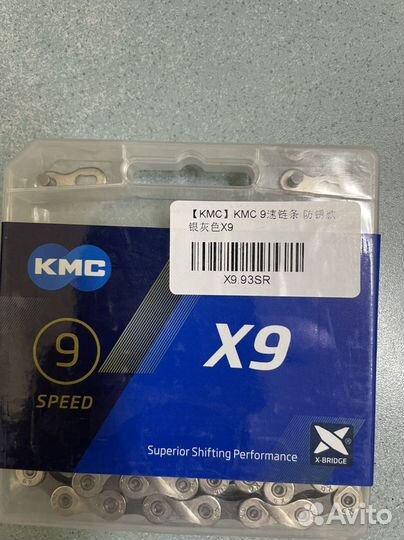 【KMC】KMC 9速链条 防锈款
银灰色X9
X9.93SR
KMC
9
SPEED
X9
Superior Shifting Performance
X-BRIDGE
Avito